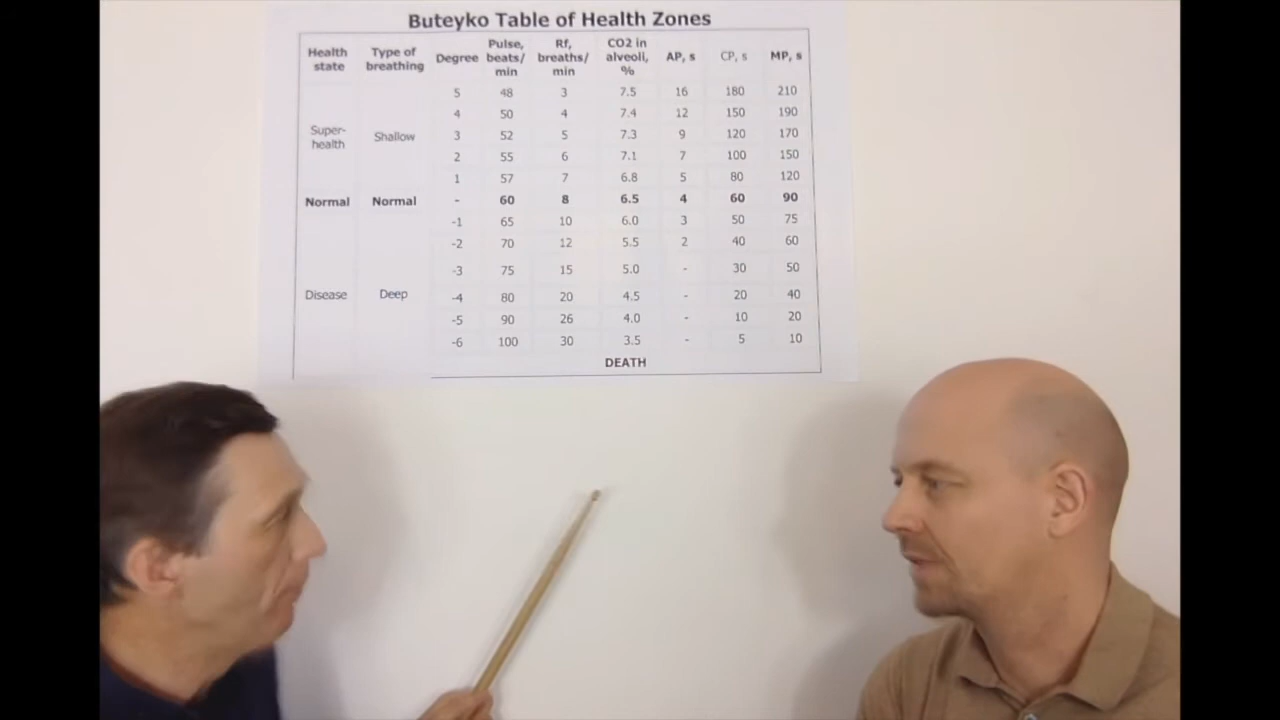 Buteyko Table of Health Zones
Health state Type of breathing Degree Pulse, beats/ min Rf, breaths/ min CO2 in alveoli, % AP, s CP, s MP, s
5 48 3 7.5 16 180 210
4 50 4 7.4 12 150 190
Super-health Shallow 3 52 5 7.3 9 120 170
2 55 6 7.1 7 100 150
1 57 7 6.8 5 80 120
Normal Normal - 60 8 6.5 4 60 90
-1 65 10 6.0 3 50 75
-2 70 12 5.5 2 40 60
-3 75 15 5.0 - 30 50
Disease Deep -4 80 20 4.5 - 20 40
-5 90 26 4.0 - 10 20
-6 100 30 3.5 - 5 10
DEATH